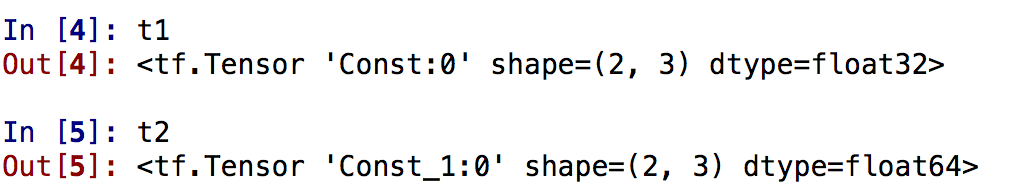 In [4]: t1
Out[4]: <tf.Tensor 'Const:0' shape=(2, 3) dtype=float32>
In [5]: t2
Out[5]: <tf.Tensor 'Const_1:0' shape=(2, 3) dtype=float64>